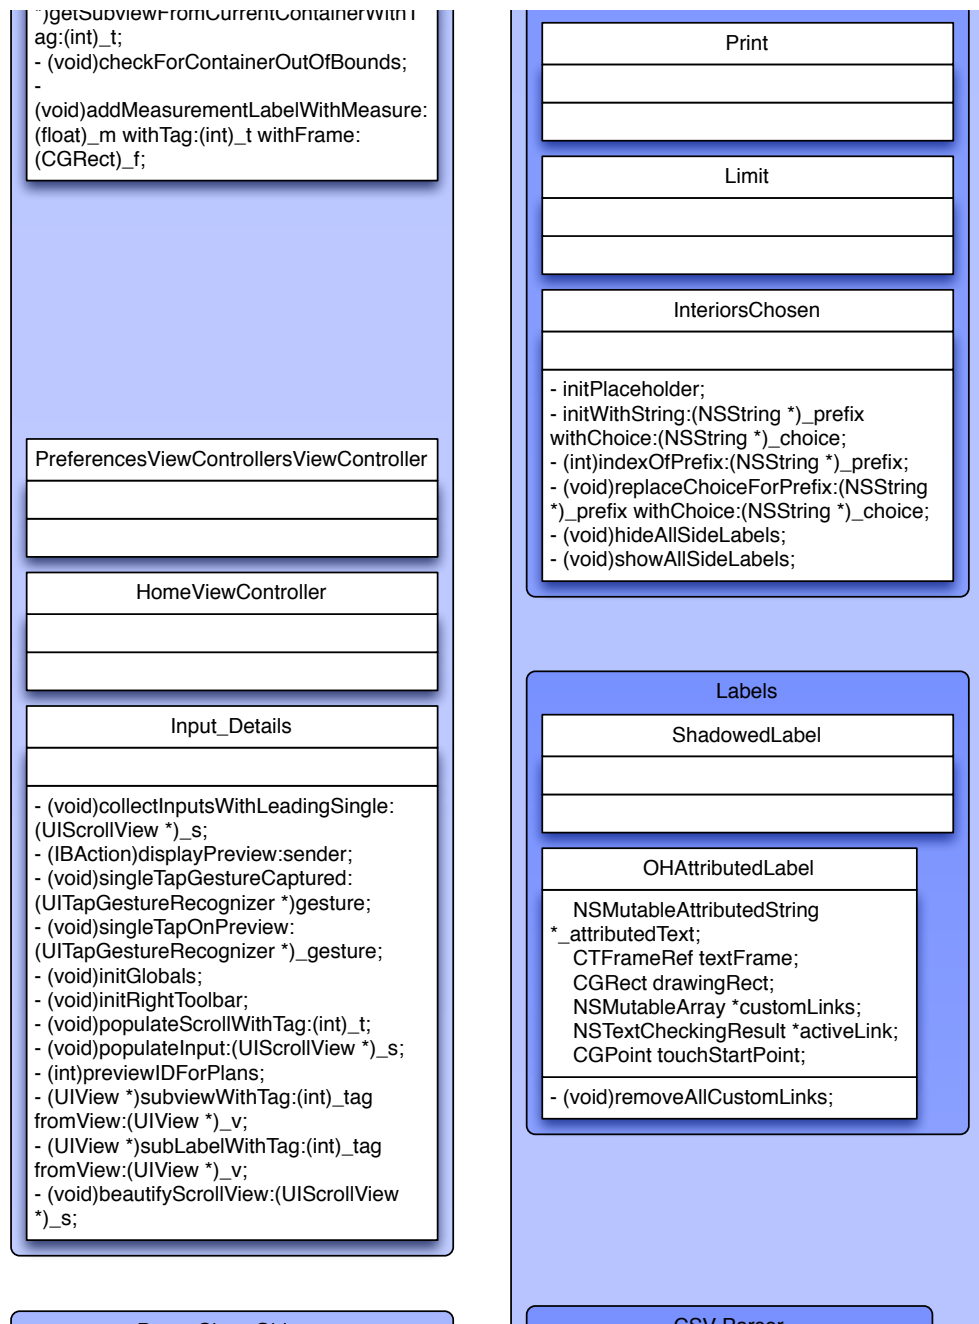 *)getSubviewFromCurrentContainerWithT
ag:(int)_t;
- (void)checkForContainerOutOfBounds;
-
(void)addMeasurementLabelWithMeasure:
(float)_m withTag:(int)_t withFrame:
(CGRect)_f;
PreferencesViewControllersViewController
HomeViewController
Input_Details
- (void)collectInputsWithLeadingSingle:
(UIScrollView *)_s;
- (IBAction)displayPreview:sender;
- (void)singleTapGestureCaptured:
(UITapGestureRecognizer *)gesture;
- (void)singleTapOnPreview:
(UITapGestureRecognizer *)_gesture;
- (void)initGlobals;
- (void)initRightToolbar;
- (void)populateScrollWithTag:(int)_t;
- (void)populateInput:(UIScrollView *)_s;
- (int)previewIDForPlans;
- (UIView *)subviewWithTag:(int)_tag
fromView:(UIView *)_v;
- (UIView *)subLabelWithTag:(int)_tag
fromView:(UIView *)_v;
- (void)beautifyScrollView:(UIScrollView
*)_s;
Print
Limit
InteriorsChosen
- initPlaceholder;
- initWithString:(NSString *)_prefix
withChoice:(NSString *)_choice;
- (int)indexOfPrefix:(NSString *)_prefix;
- (void)replaceChoiceForPrefix:(NSString
*)_prefix withChoice:(NSString *)_choice;
- (void)hideAllSideLabels;
- (void)showAllSideLabels;
Labels
ShadowedLabel
OHAttributedLabel
NSMutableAttributedString
*_attributedText;
CTFrameRef textFrame;
CGRect drawingRect;
NSMutableArray *customLinks;
NSTextCheckingResult *activeLink;
CGPoint touchStartPoint;
- (void)removeAllCustomLinks;
CSV Parser